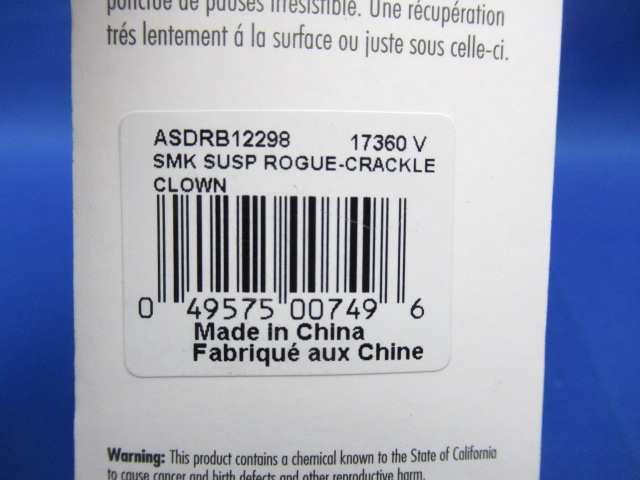 ponctué de pauses irrésistible. Une récupération
trés lentement á la surface ou juste sous celle-ci.
ASDRB12298 17360 V
SMK SUSP ROGUE-CRACKLE
CLOWN
0 49575 00749 6
Made in China
Fabriqué aux Chine
Warning: This product contains a chemical known to the State of California
to cause cancer and birth defects and other reproductive harm.